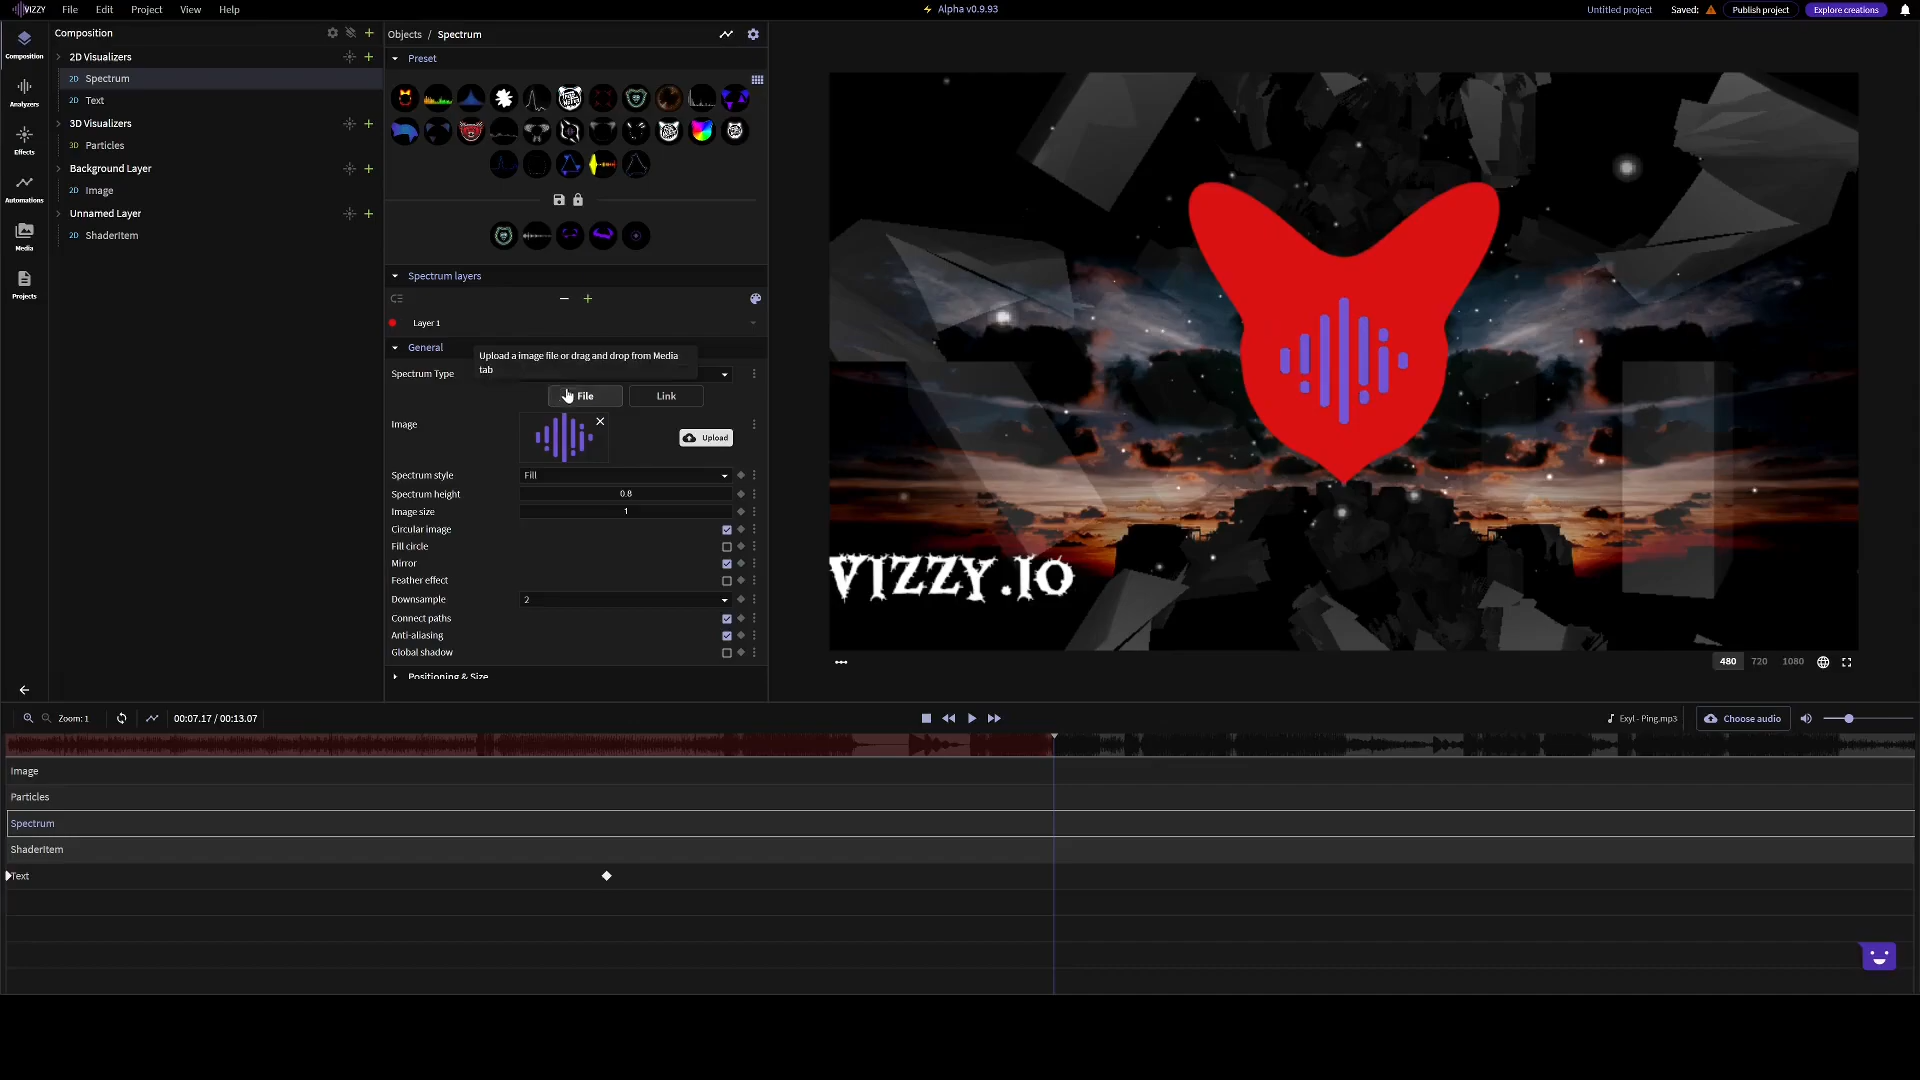 VIZZY File Edit Project View Help
Alpha v0.9.93
Untitled project Saved: Publish project Explore creations
Composition
Analyzers
Effects
Automations
Media
Projects
Composition
2D Visualizers
2D Spectrum
2D Text
3D Visualizers
3D Particles
Background Layer
2D Image
Unnamed Layer
2D ShaderItem
Objects / Spectrum
Preset
Spectrum layers
Layer 1
General
Upload a image file or drag and drop from Media
tab
Spectrum Type
File Link
Image Upload
Spectrum style Fill
Spectrum height 0.8
Image size 1
Circular image
Fill circle
Mirror
Feather effect
Downsample 2
Connect paths
Anti-aliasing
Global shadow
Positioning & Size
VIZZY.IO
480 720 1080
Zoom: 1 00:07.17 / 00:13.07
Exyl - Ping.mp3 Choose audio
Image
Particles
Spectrum
ShaderItem
Text